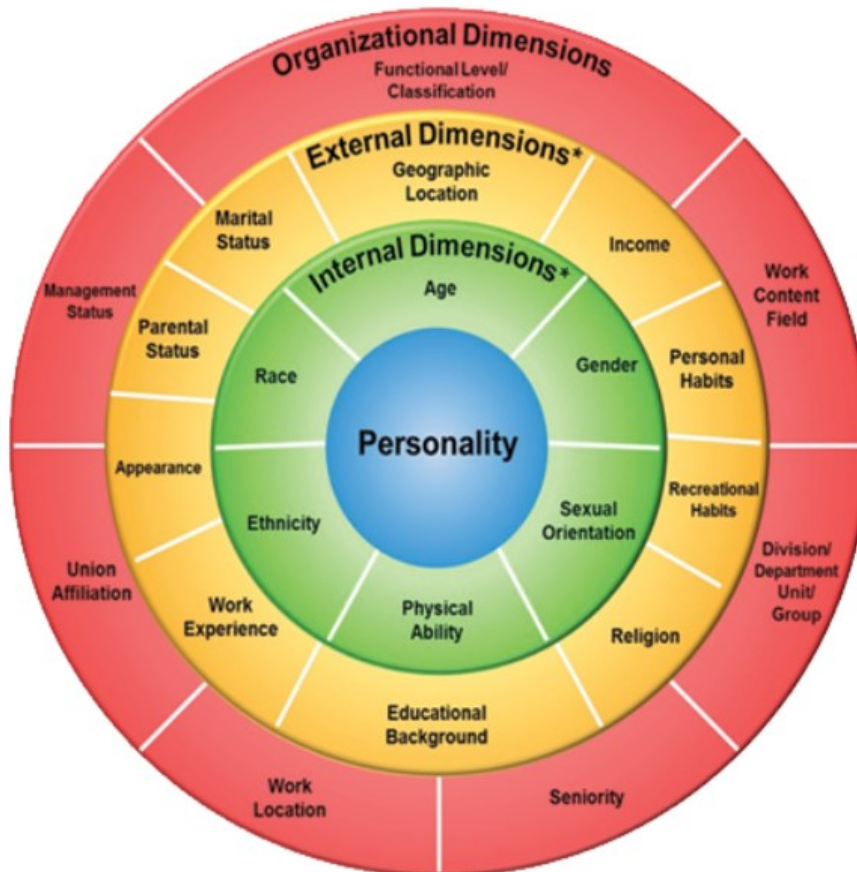 Organizational Dimensions
Functional Level/
Classification
Work
Content
Field
Division/
Department
Unit/
Group
Seniority
Work
Location
Union
Affiliation
Management
Status
External Dimensions*
Geographic
Location
Income
Personal
Habits
Recreational
Habits
Religion
Educational
Background
Work
Experience
Appearance
Parental
Status
Marital
Status
Internal Dimensions*
Age
Gender
Sexual
Orientation
Physical
Ability
Ethnicity
Race
Personality